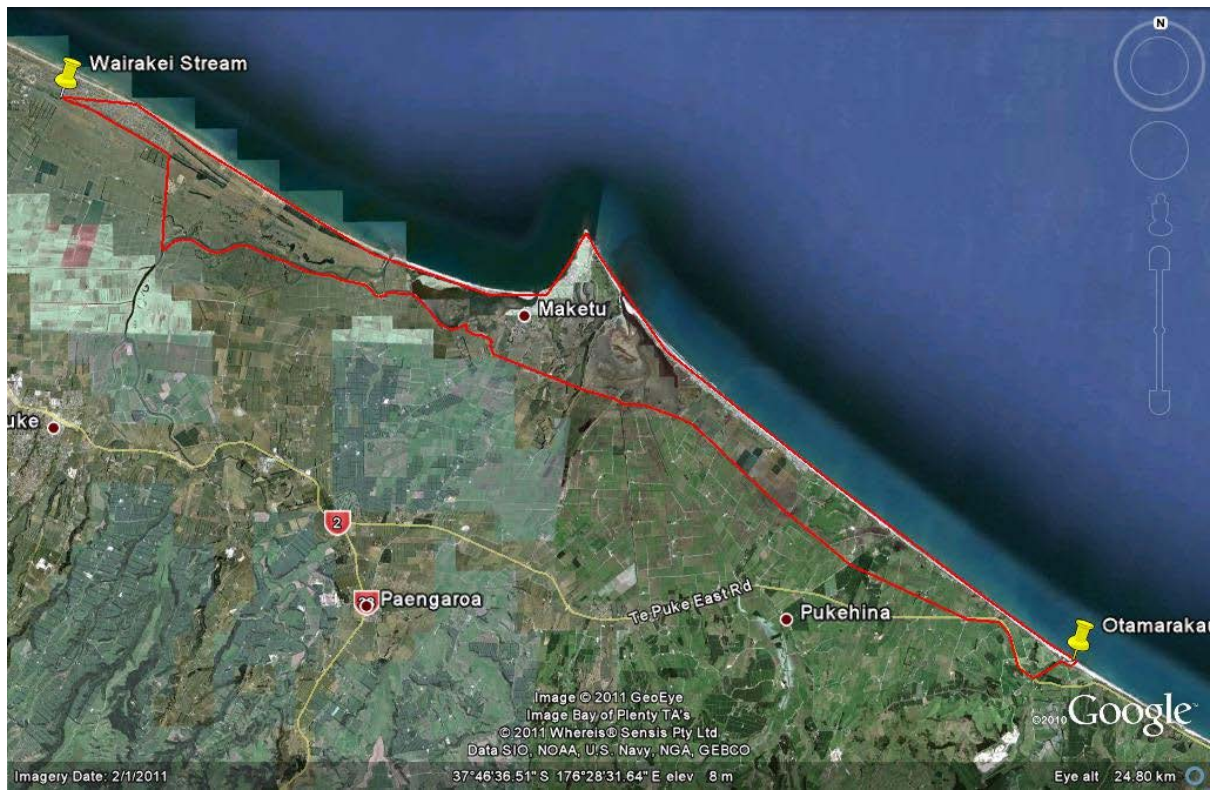 N
Wairakei Stream
Maketu
uke
2
Paengaroa
Te Puke East Rd
Pukehina
Otamarakau
Image © 2011 GeoEye
Image Bay of Plenty TA's
© 2011 Whereis® Sensis Pty Ltd
Data SIO, NOAA, U.S. Navy, NGA, GEBCO
©2010 Google™
Imagery Date: 2/1/2011
37°46'36.51" S 176°28'31.64" E elev 8 m
Eye alt 24.80 km